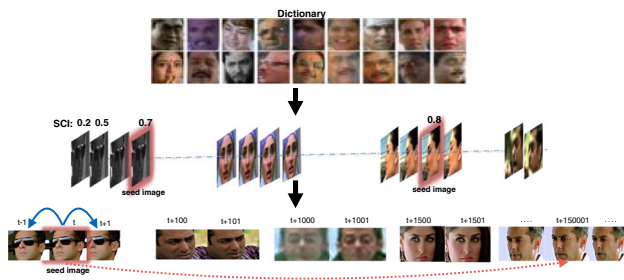 Dictionary
SCI: 0.2 0.5 0.7 0.8
seed image seed image
t-1 t t+1 t+100 t+101 t+1000 t+1001 t+1500 t+1501 .... t+150001 ....
seed image